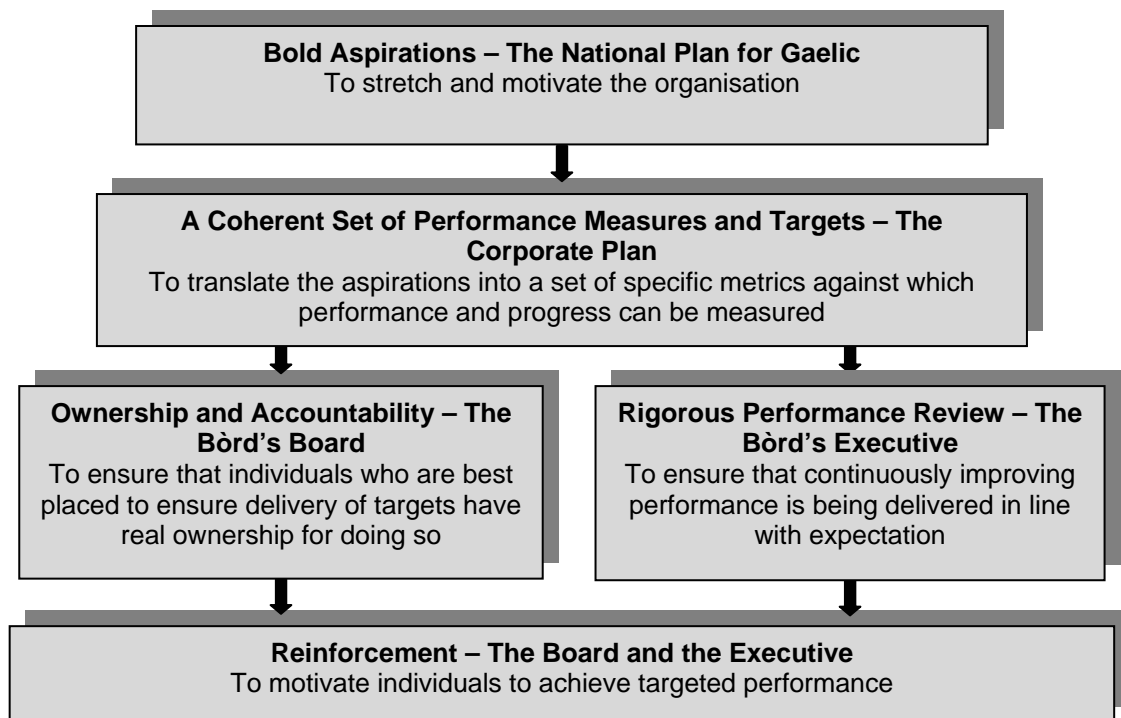 Bold Aspirations – The National Plan for Gaelic
To stretch and motivate the organisation
A Coherent Set of Performance Measures and Targets – The
Corporate Plan
To translate the aspirations into a set of specific metrics against which
performance and progress can be measured
Ownership and Accountability – The
Bòrd’s Board
To ensure that individuals who are best
placed to ensure delivery of targets have
real ownership for doing so
Rigorous Performance Review – The
Bòrd’s Executive
To ensure that continuously improving
performance is being delivered in line
with expectation
Reinforcement – The Board and the Executive
To motivate individuals to achieve targeted performance